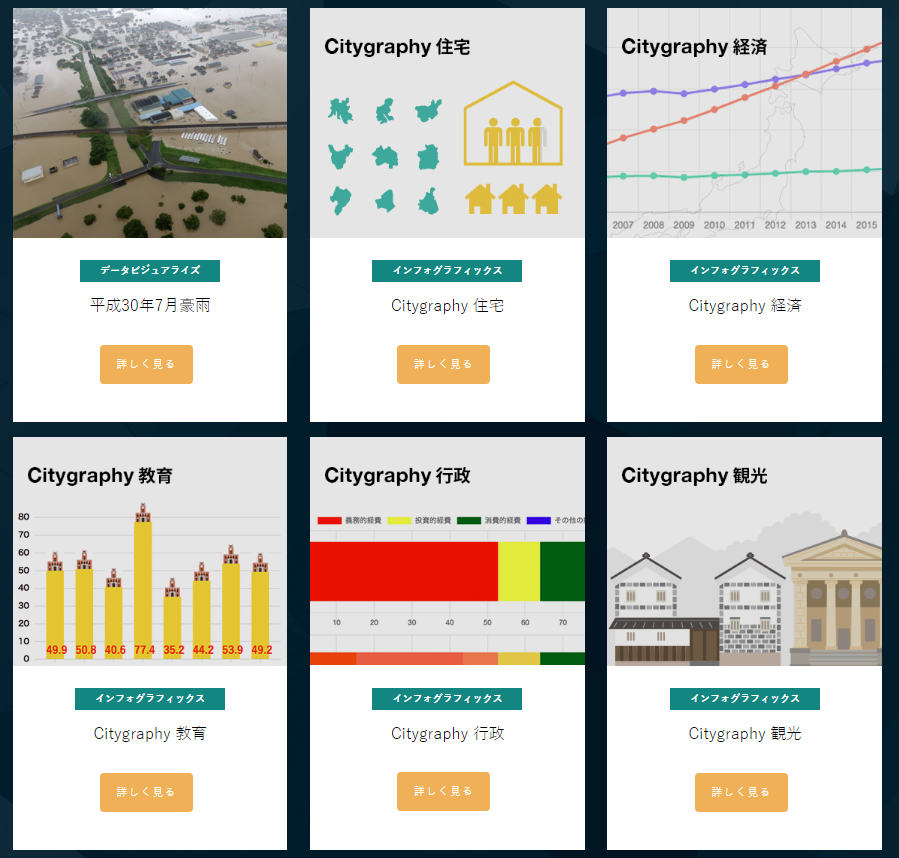 Citygraphy 住宅
Citygraphy 経済
2007 2008 2009 2010 2011 2012 2013 2014 2015
データビジュアライズ
インフォグラフィックス
インフォグラフィックス
平成30年7月豪雨
Citygraphy 住宅
Citygraphy 経済
詳しく見る
詳しく見る
詳しく見る
Citygraphy 教育
Citygraphy 行政
Citygraphy 観光
80
70
60
50
40
30
20
10
0
49.9 50.8 40.6 77.4 35.2 44.2 53.9 49.2
義務的経費 投資的経費 消費的経費 その他の
10 20 30 40 50 60 70
インフォグラフィックス
インフォグラフィックス
インフォグラフィックス
Citygraphy 教育
Citygraphy 行政
Citygraphy 観光
詳しく見る
詳しく見る
詳しく見る